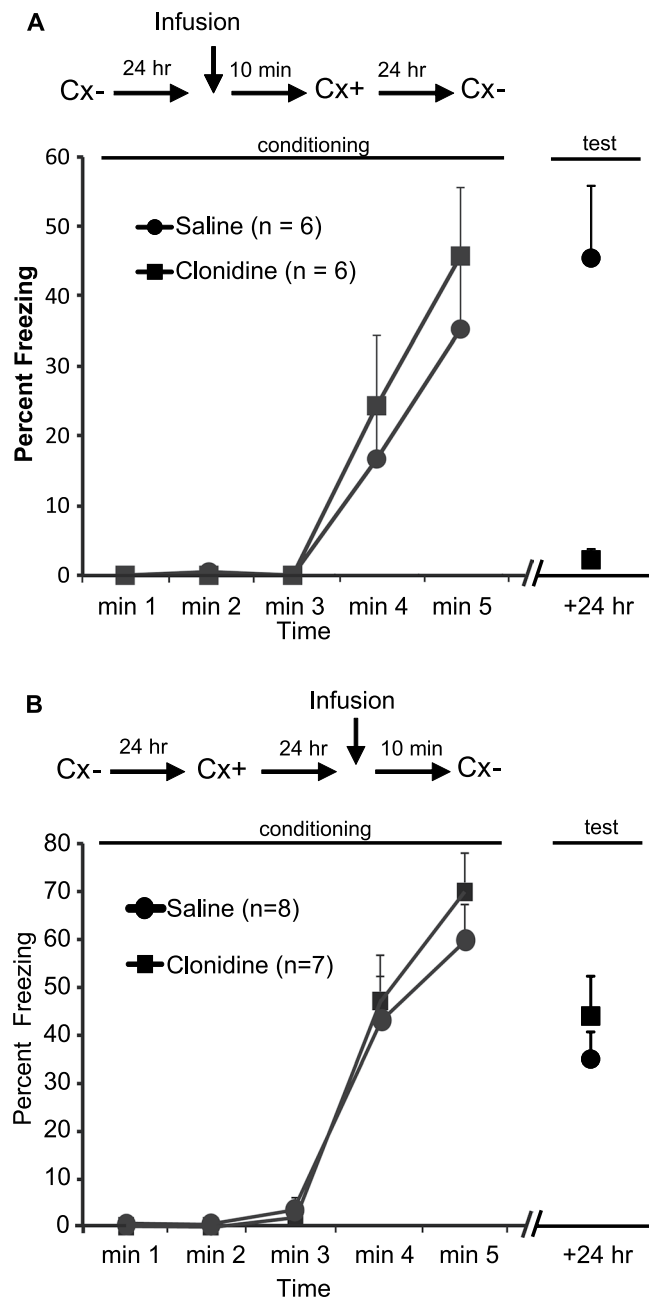 A
Infusion
24 hr 10 min 24 hr
Cx- Cx+ Cx-
conditioning test
60
50
40
30
20
10
0
Percent Freezing
Saline (n = 6)
Clonidine (n = 6)
min 1 min 2 min 3 min 4 min 5 +24 hr
Time
B
Infusion
24 hr 24 hr 10 min
Cx- Cx+ Cx-
conditioning test
80
70
60
50
40
30
20
10
0
Percent Freezing
Saline (n=8)
Clonidine (n=7)
min 1 min 2 min 3 min 4 min 5 +24 hr
Time